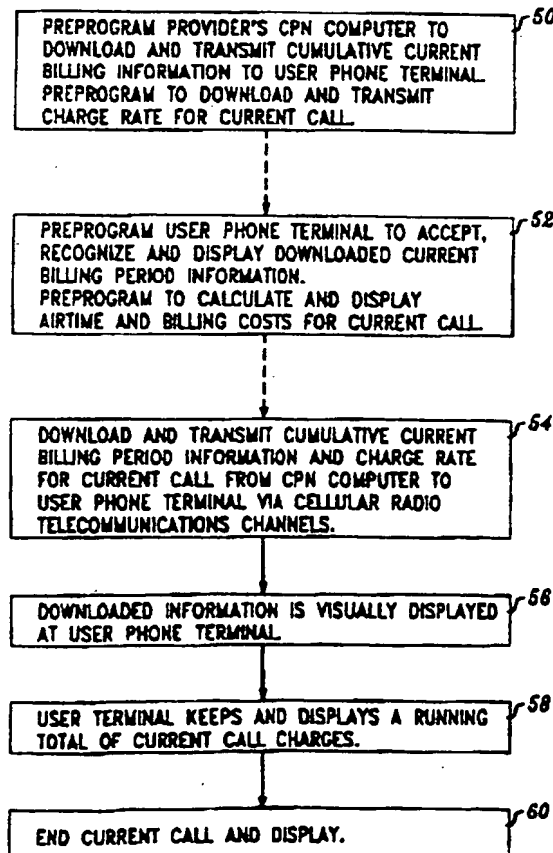 50
PREPROGRAM PROVIDER'S CPN COMPUTER TO
DOWNLOAD AND TRANSMIT CUMULATIVE CURRENT
BILLING INFORMATION TO USER PHONE TERMINAL.
PREPROGRAM TO DOWNLOAD AND TRANSMIT
CHARGE RATE FOR CURRENT CALL.
52
PREPROGRAM USER PHONE TERMINAL TO ACCEPT,
RECOGNIZE AND DISPLAY DOWNLOADED CURRENT
BILLING PERIOD INFORMATION.
PREPROGRAM TO CALCULATE AND DISPLAY
AIRTIME AND BILLING COSTS FOR CURRENT CALL.
54
DOWNLOAD AND TRANSMIT CUMULATIVE CURRENT
BILLING PERIOD INFORMATION AND CHARGE RATE
FOR CURRENT CALL FROM CPN COMPUTER TO
USER PHONE TERMINAL VIA CELLULAR RADIO
TELECOMMUNICATIONS CHANNELS.
56
DOWNLOADED INFORMATION IS VISUALLY DISPLAYED
AT USER PHONE TERMINAL
58
USER TERMINAL KEEPS AND DISPLAYS A RUNNING
TOTAL OF CURRENT CALL CHARGES.
60
END CURRENT CALL AND DISPLAY.